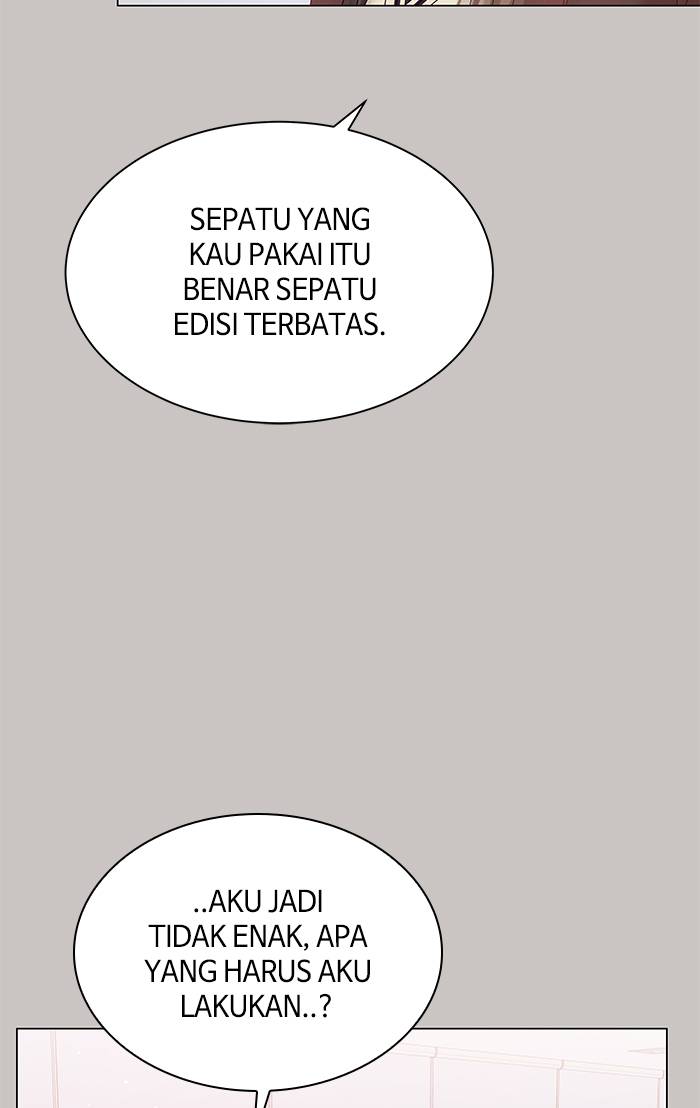 SEPATU YANG
KAU PAKAI ITU
BENAR SEPATU
EDISI TERBATAS.
..AKU JADI
TIDAK ENAK, APA
YANG HARUS AKU
LAKUKAN..?